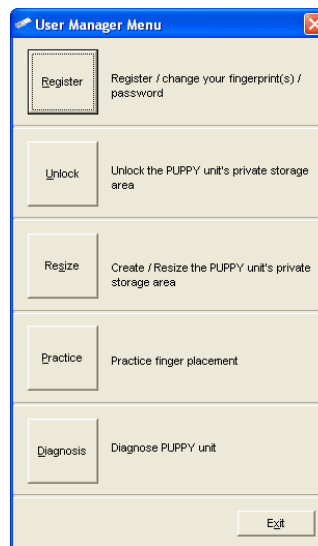 User Manager Menu
Register
Register / change your fingerprint(s) /
password
Unlock
Unlock the PUPPY unit's private storage
area
Resize
Create / Resize the PUPPY unit's private
storage area
Practice
Practice finger placement
Diagnosis
Diagnose PUPPY unit
Exit